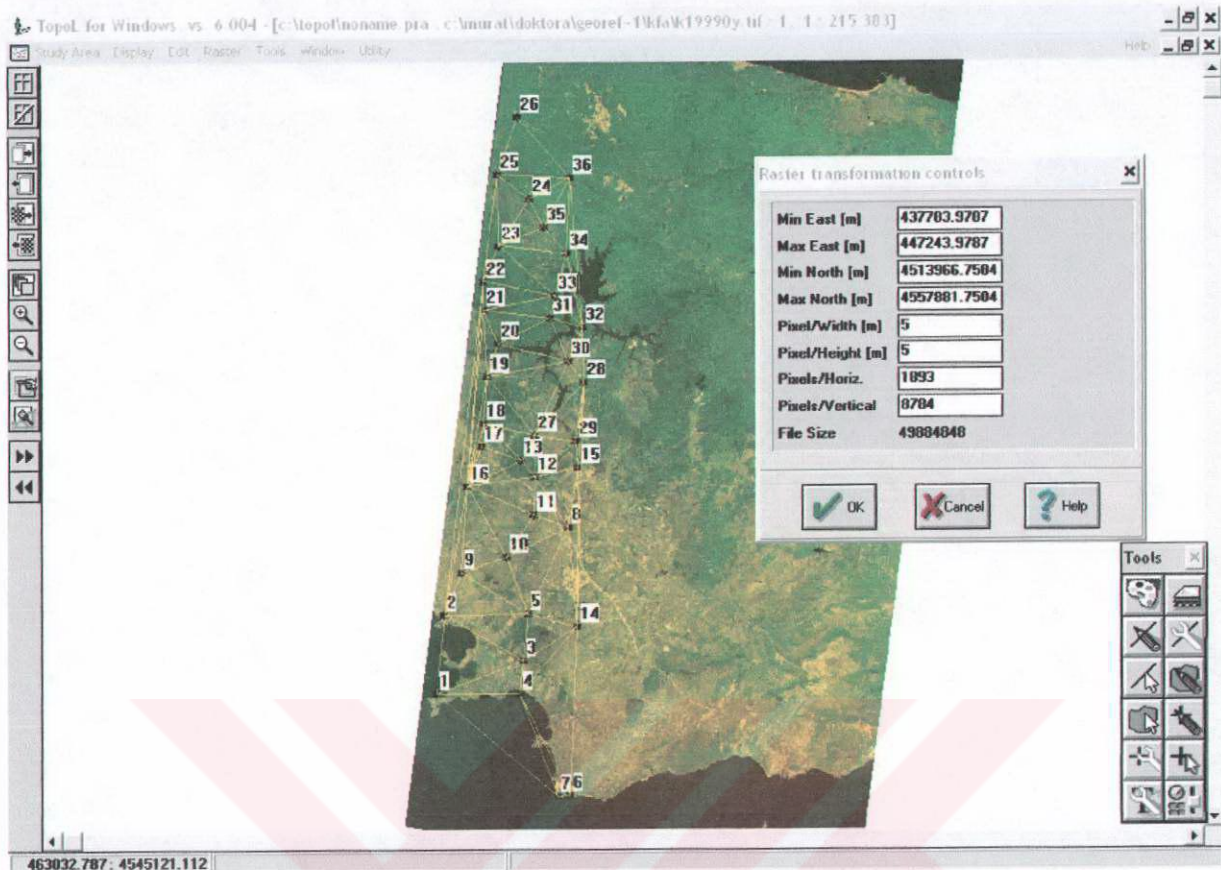 TopoL for Windows vs 6.004 - [c:\topol\noname.pra , c:\murat\doktora\georef~1\kfa\k19990y.tif : 1, 1 : 215 383]
Study Area Display Edit Raster Tools Window Utility Help
26
25
36
24
35
23
34
22
33
21
31
32
20
30
19
28
18
27
29
17
13
12
15
16
11
8
10
9
2
5
14
3
1
4
7
6
Raster transformation controls
Min East [m] 437783.9787
Max East [m] 447243.9787
Min North [m] 4513966.7504
Max North [m] 4557881.7504
Pixel/Width [m] 5
Pixel/Height [m] 5
Pixels/Horiz. 1893
Pixels/Vertical 8784
File Size 49884848
OK Cancel Help
Tools
463032.787; 4545121.112